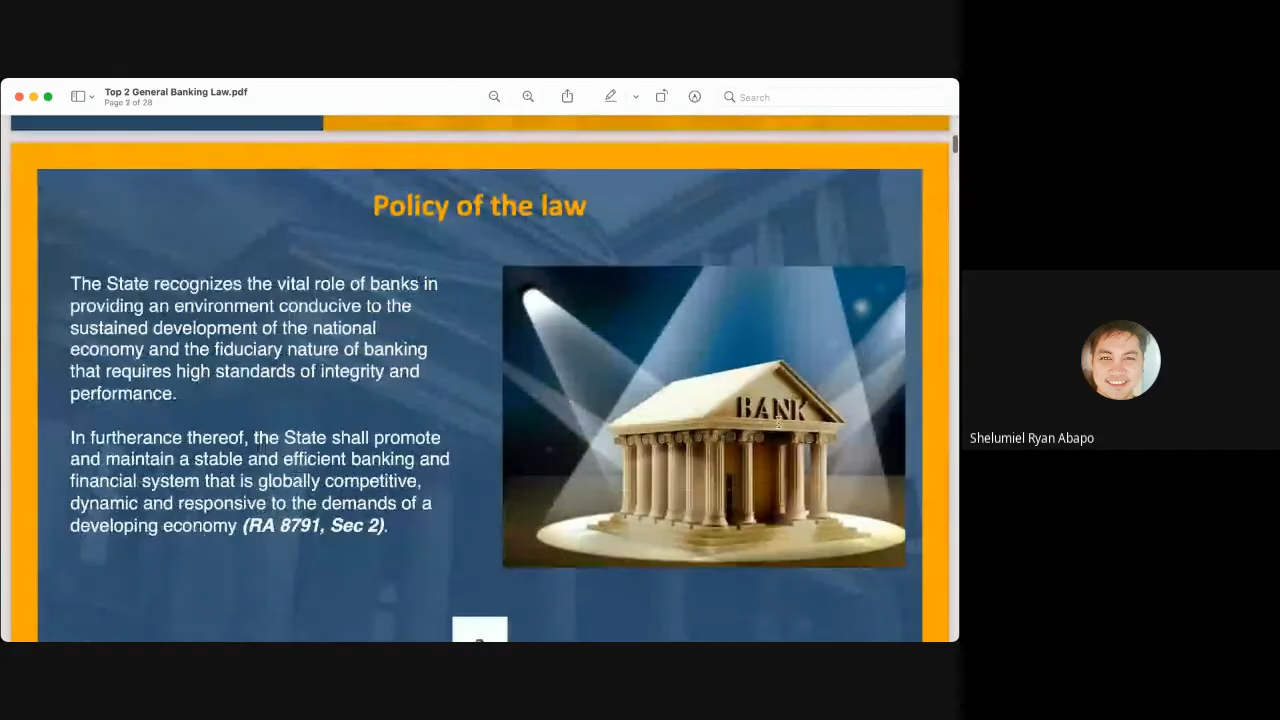 Top 2 General Banking Law.pdf
Page 2 of 28
Search
Policy of the law
The State recognizes the vital role of banks in
providing an environment conducive to the
sustained development of the national
economy and the fiduciary nature of banking
that requires high standards of integrity and
performance.
In furtherance thereof, the State shall promote
and maintain a stable and efficient banking and
financial system that is globally competitive,
dynamic and responsive to the demands of a
developing economy (RA 8791, Sec 2).
BANK
Shelumiel Ryan Abapo